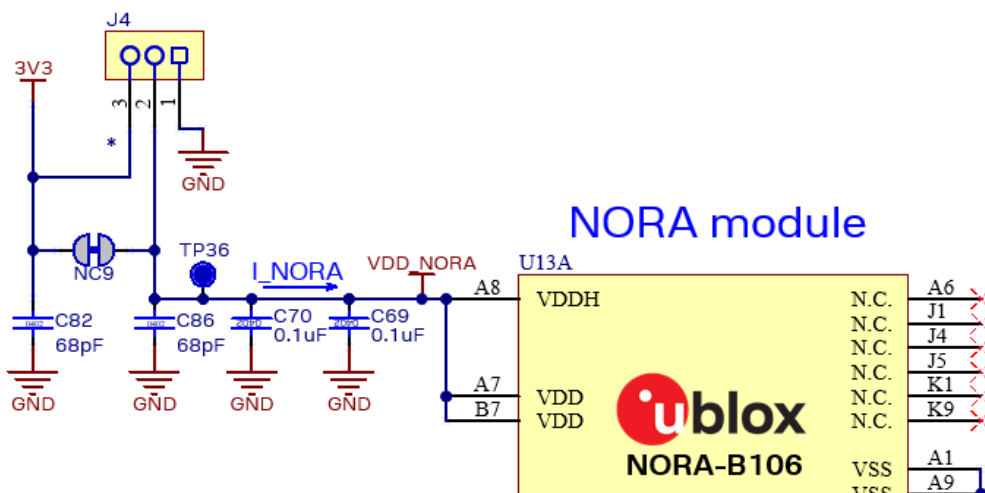 J4
3V3
3
2
1
*
GND
NORA module
NC9
TP36
I_NORA
VDD_NORA
U13A
C82
68pF
C86
68pF
C70
0.1uF
C69
0.1uF
GND
GND
GND
GND
A8
VDDH
A7
VDD
B7
VDD
ublox
NORA-B106
N.C.
A6
N.C.
J1
N.C.
J4
N.C.
J5
N.C.
K1
N.C.
K9
VSS
A1
VSS
A9